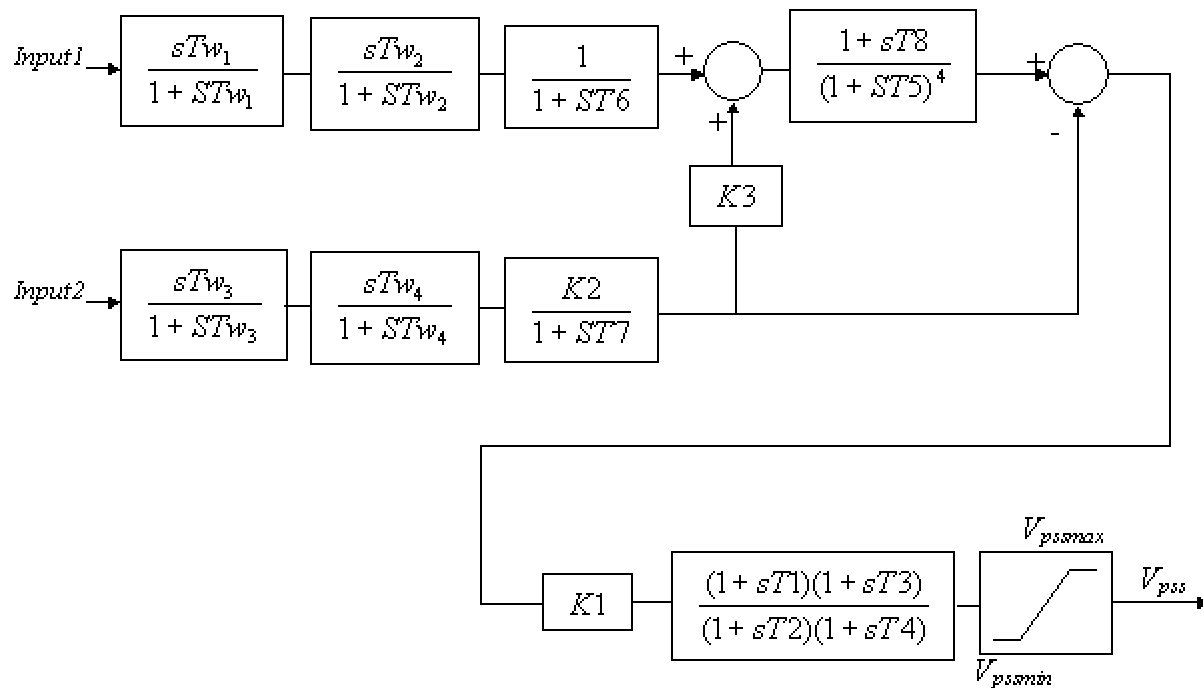 Input1
sTw₁
1 + STw₁
sTw₂
1 + STw₂
1
1 + ST6
+
+
1 + sT8
(1 + ST5)⁴
+
-
K3
Input2
sTw₃
1 + STw₃
sTw₄
1 + STw₄
K2
1 + ST7
K1
(1 + sT1)(1 + sT3)
(1 + sT2)(1 + sT4)
Vpssmax
Vpssmin
Vpss